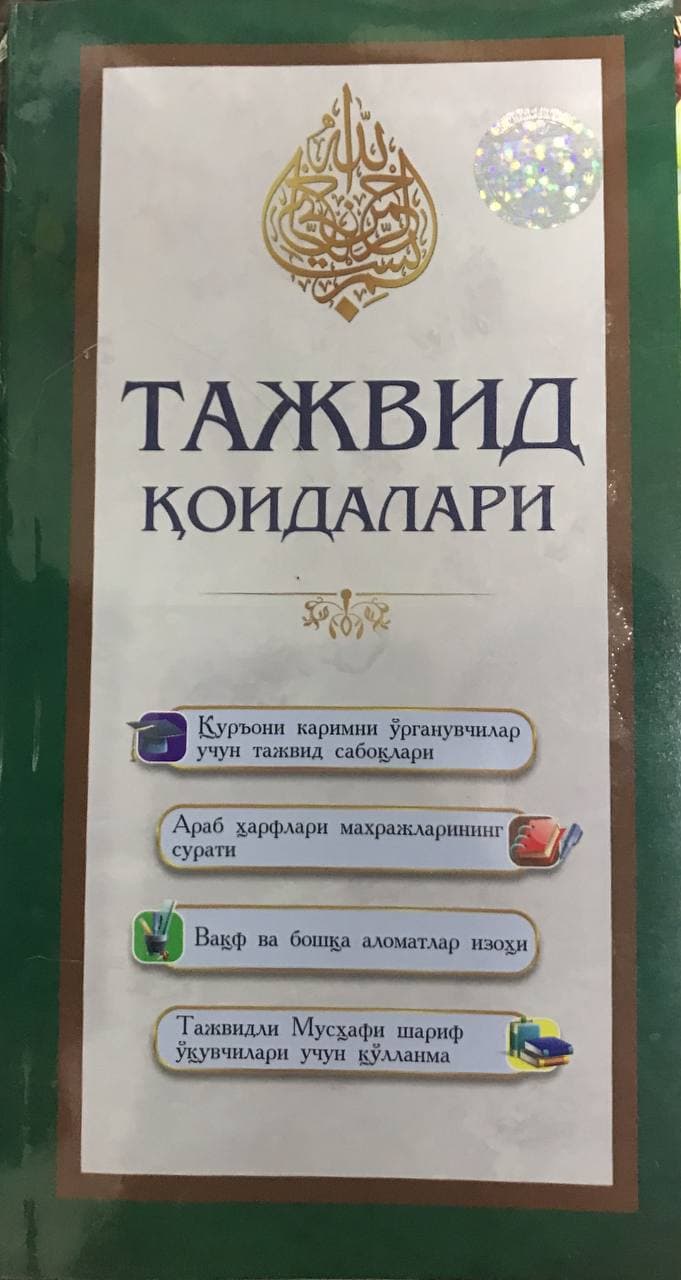 بسم الله الرحمن الرحيم
ТАЖВИД
ҚОИДАЛАРИ
Қуръони каримни ўрганувчилар
учун тажвид сабоқлари
Араб ҳарфлари махражларининг
сурати
Вақф ва бошқа аломатлар изоҳи
Тажвидли Мусҳафи шариф
ўқувчилари учун қўлланма